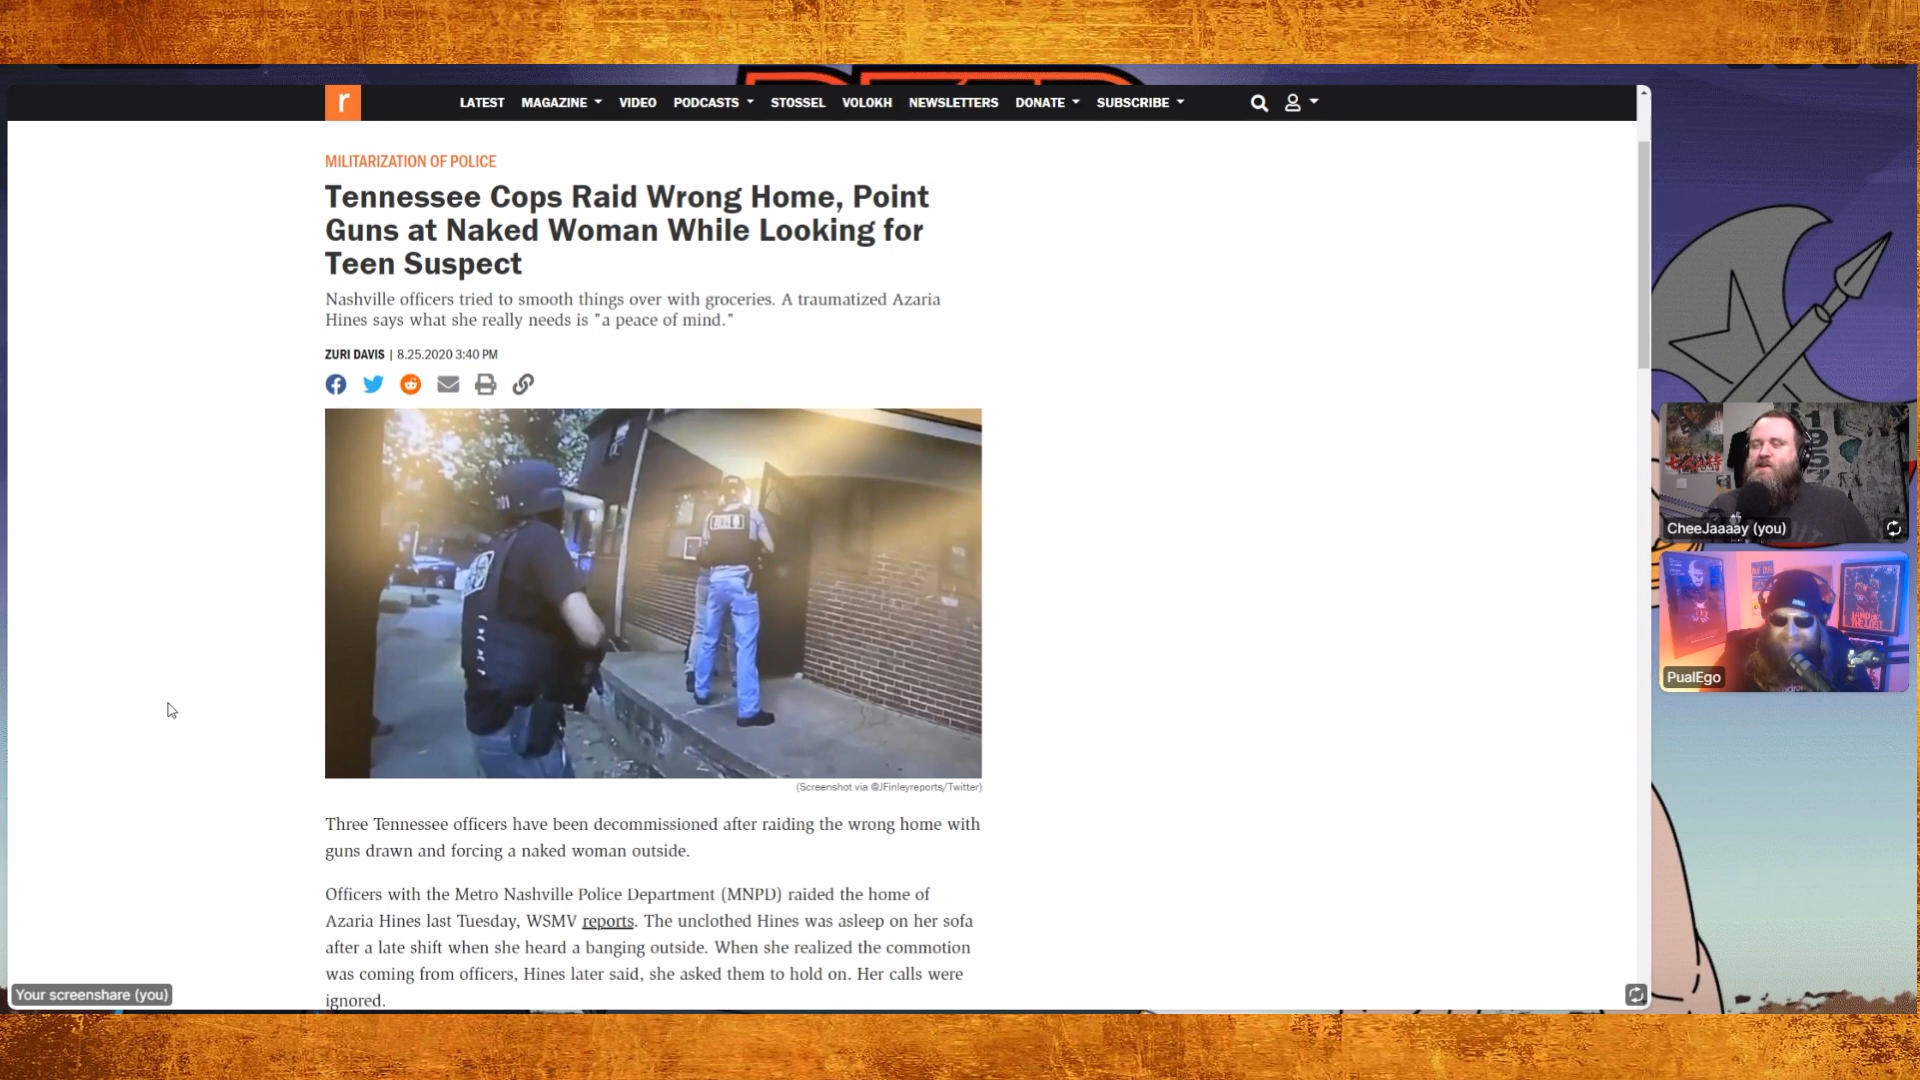 r
LATEST MAGAZINE VIDEO PODCASTS STOSSEL VOLOKH NEWSLETTERS DONATE SUBSCRIBE
MILITARIZATION OF POLICE
Tennessee Cops Raid Wrong Home, Point
Guns at Naked Woman While Looking for
Teen Suspect
Nashville officers tried to smooth things over with groceries. A traumatized Azaria
Hines says what she really needs is "a peace of mind."
ZURI DAVIS | 8.25.2020 3:40 PM
(Screenshot via @JFinleyreports/Twitter)
Three Tennessee officers have been decommissioned after raiding the wrong home with
guns drawn and forcing a naked woman outside.
Officers with the Metro Nashville Police Department (MNPD) raided the home of
Azaria Hines last Tuesday, WSMV reports. The unclothed Hines was asleep on her sofa
after a late shift when she heard a banging outside. When she realized the commotion
was coming from officers, Hines later said, she asked them to hold on. Her calls were
ignored.
Your screenshare (you)
CheeJaaaay (you)
PualEgo